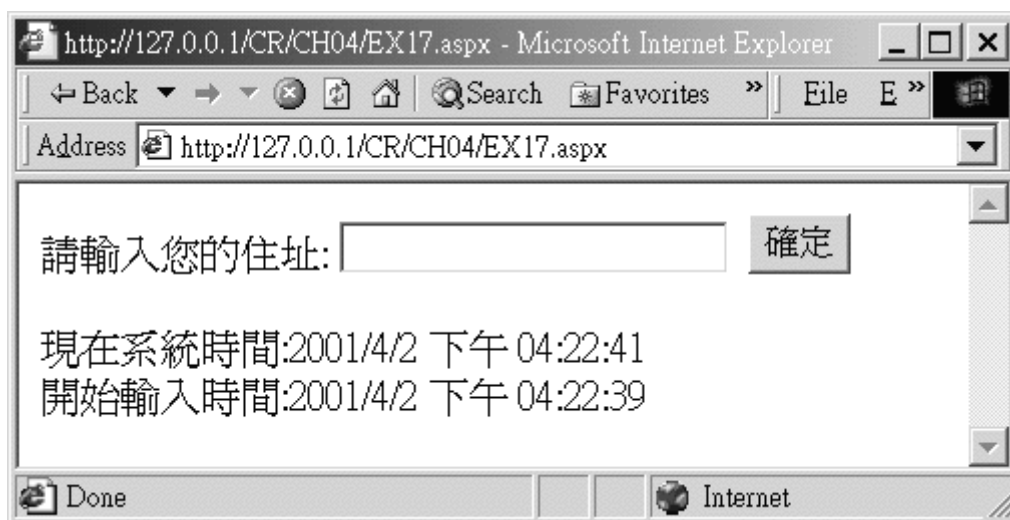 http://127.0.0.1/CR/CH04/EX17.aspx - Microsoft Internet Explorer
Back Search Favorites » File E »
Address http://127.0.0.1/CR/CH04/EX17.aspx
請輸入您的住址: 確定
現在系統時間:2001/4/2 下午 04:22:41
開始輸入時間:2001/4/2 下午 04:22:39
Done Internet